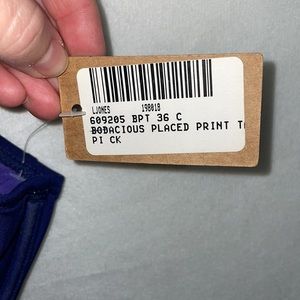 LJONES 198018
609205 BPT 36 C
BODACIOUS PLACED PRINT T
PI CK